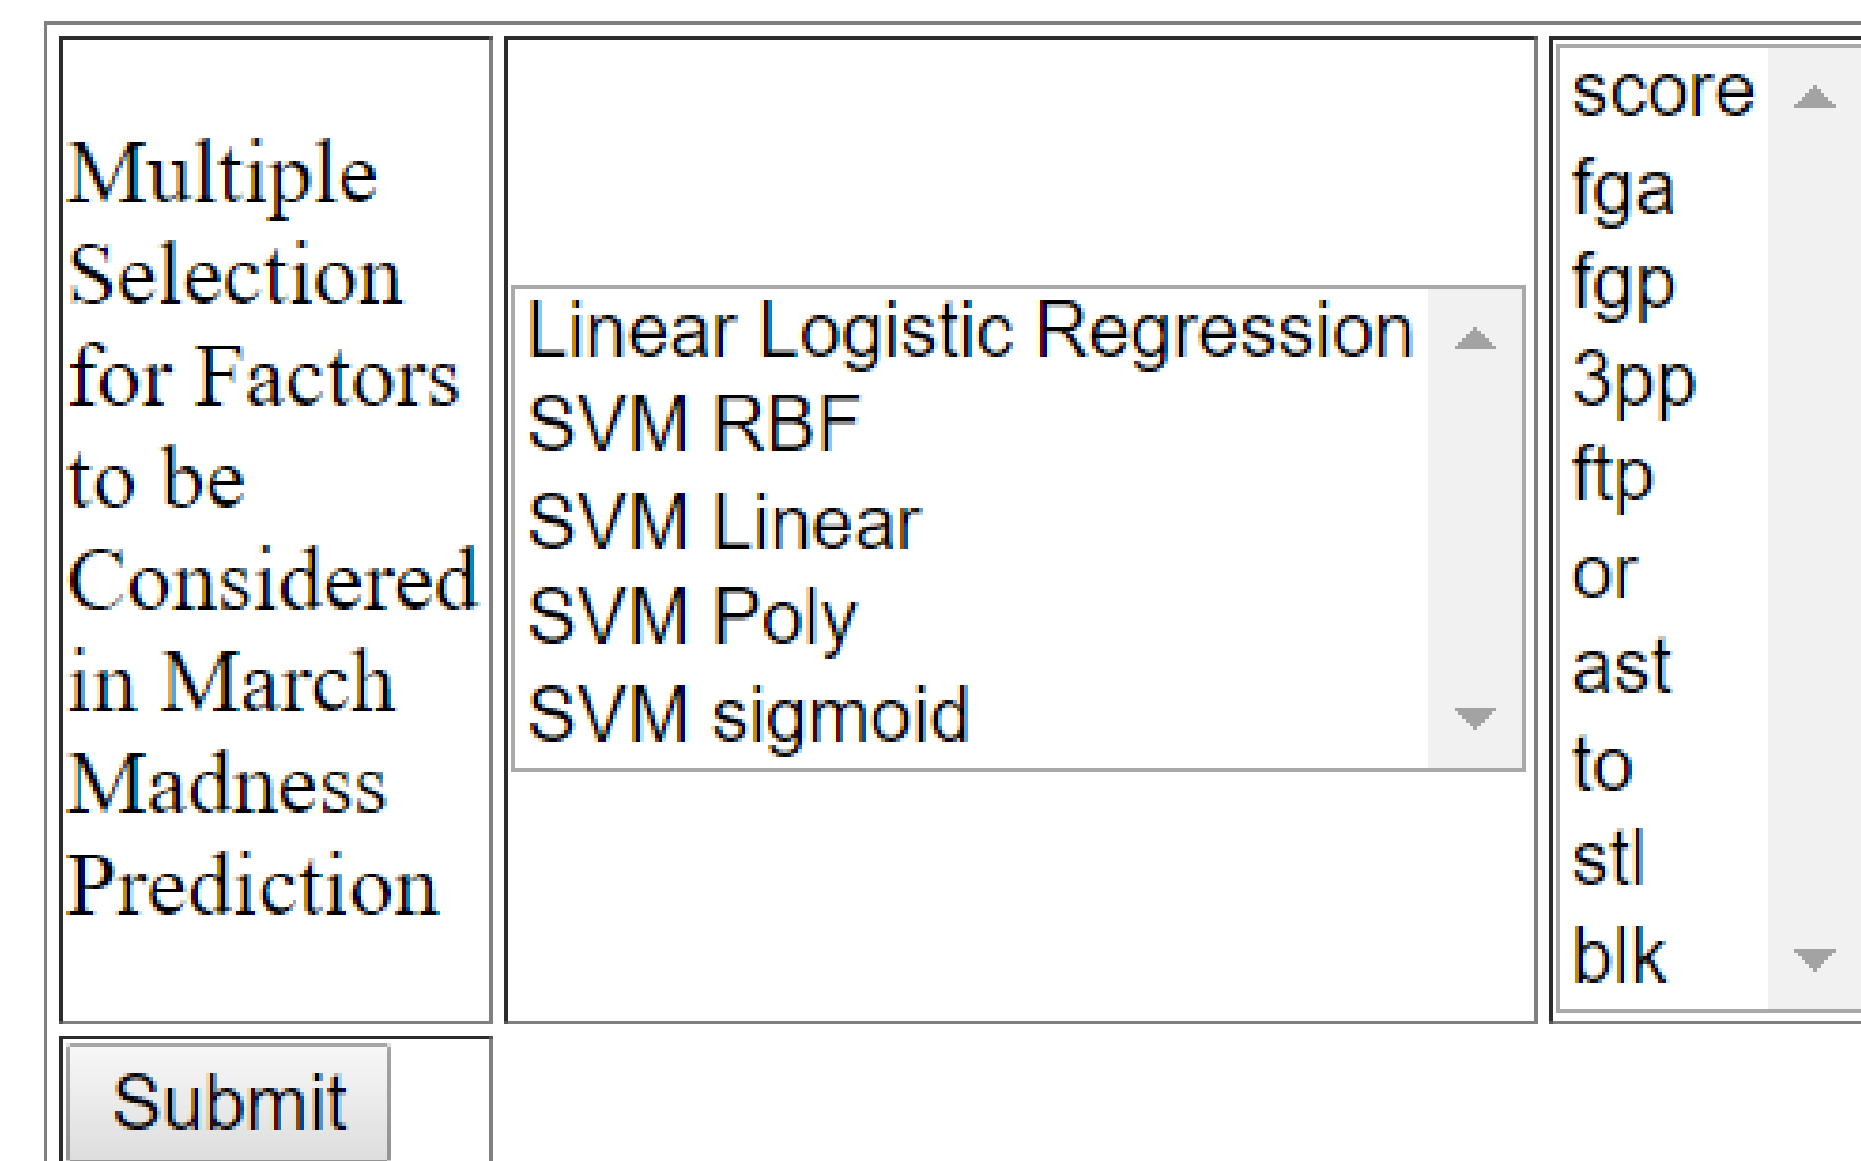 Multiple
Selection
for Factors
to be
Considered
in March
Madness
Prediction
Linear Logistic Regression
SVM RBF
SVM Linear
SVM Poly
SVM sigmoid
score
fga
fgp
3pp
ftp
or
ast
to
stl
blk
Submit